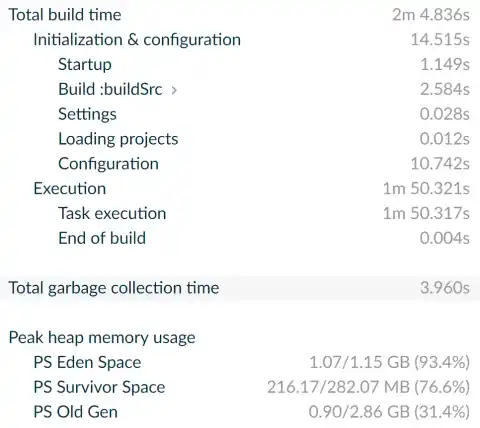 Total build time 2m 4.836s
Initialization & configuration 14.515s
Startup 1.149s
Build :buildSrc > 2.584s
Settings 0.028s
Loading projects 0.012s
Configuration 10.742s
Execution 1m 50.321s
Task execution 1m 50.317s
End of build 0.004s
Total garbage collection time 3.960s
Peak heap memory usage
PS Eden Space 1.07/1.15 GB (93.4%)
PS Survivor Space 216.17/282.07 MB (76.6%)
PS Old Gen 0.90/2.86 GB (31.4%)